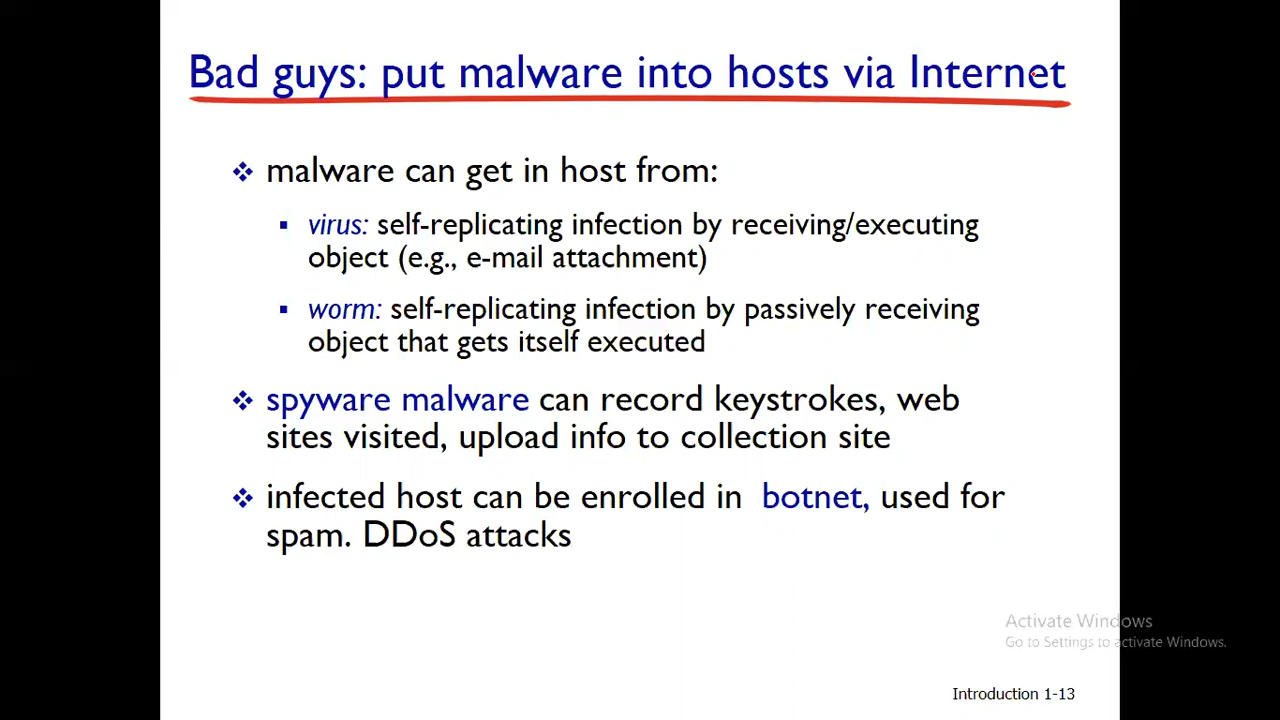 Bad guys: put malware into hosts via Internet
malware can get in host from:
virus: self-replicating infection by receiving/executing
object (e.g., e-mail attachment)
worm: self-replicating infection by passively receiving
object that gets itself executed
spyware malware can record keystrokes, web
sites visited, upload info to collection site
infected host can be enrolled in botnet, used for
spam. DDoS attacks
Activate Windows
Go to Settings to activate Windows.
Introduction 1-13